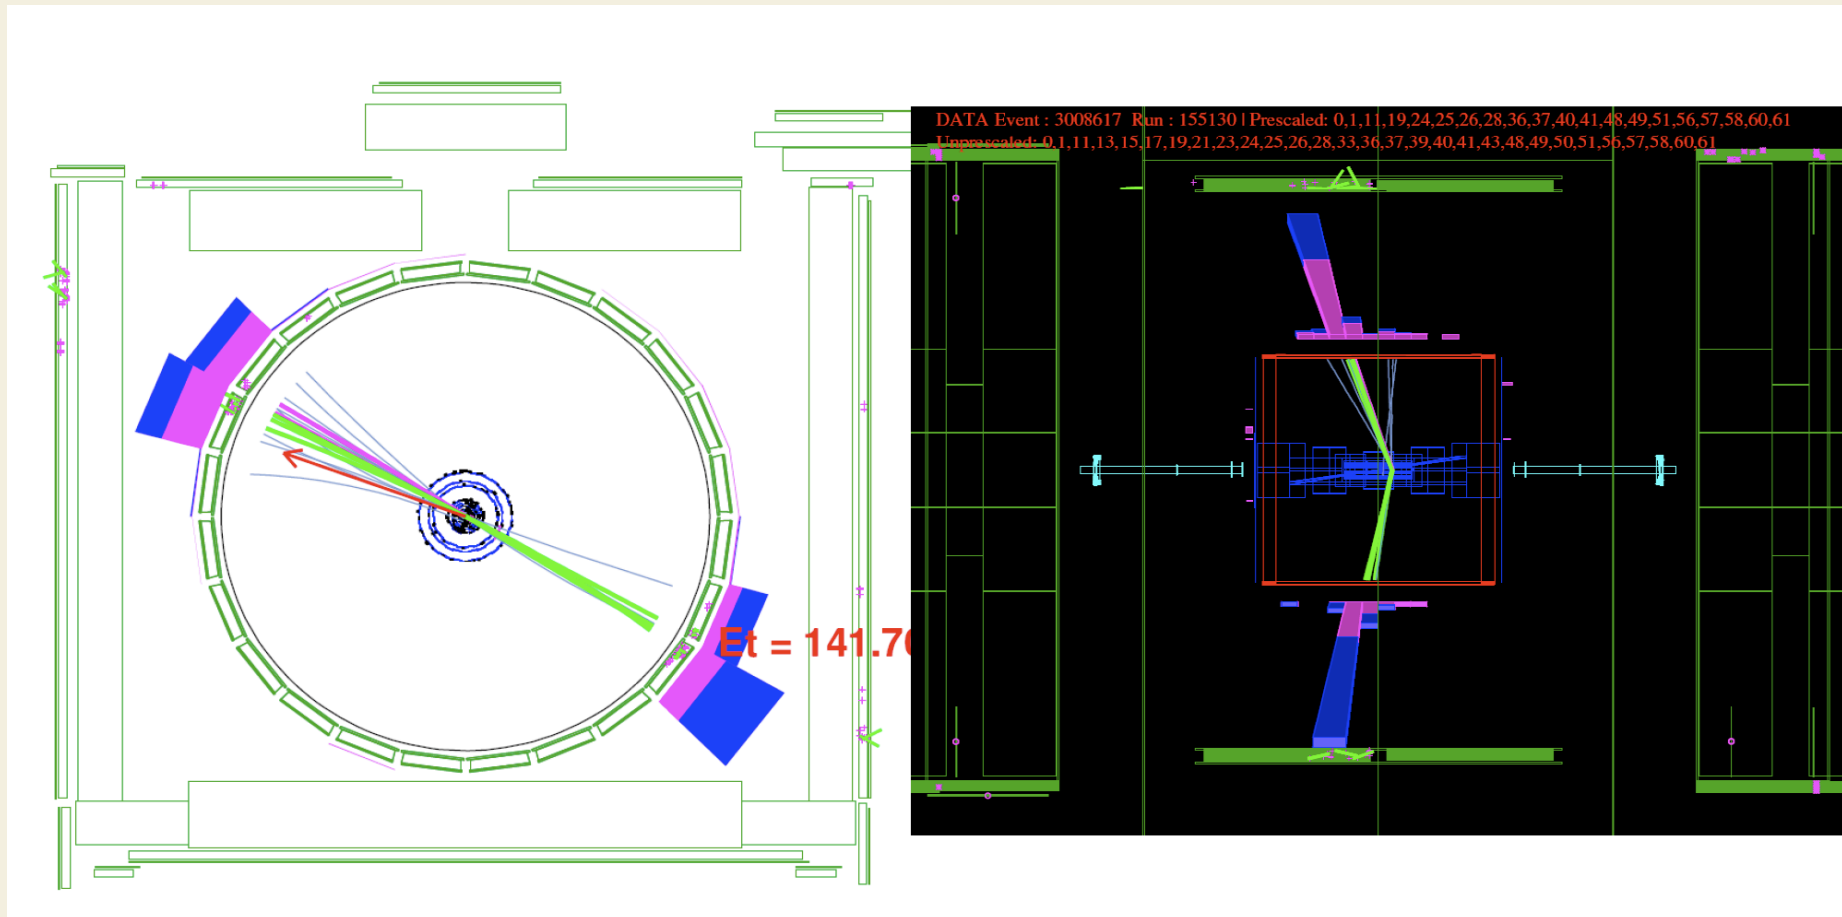 DATA Event : 3008617 Run : 155130 | Prescaled: 0,1,11,19,24,25,26,28,36,37,40,41,48,49,51,56,57,58,60,61
Unprescaled: 0,1,11,13,15,17,19,21,23,24,25,26,28,33,36,37,39,40,41,43,48,49,50,51,56,57,58,60,61
Et = 141.70